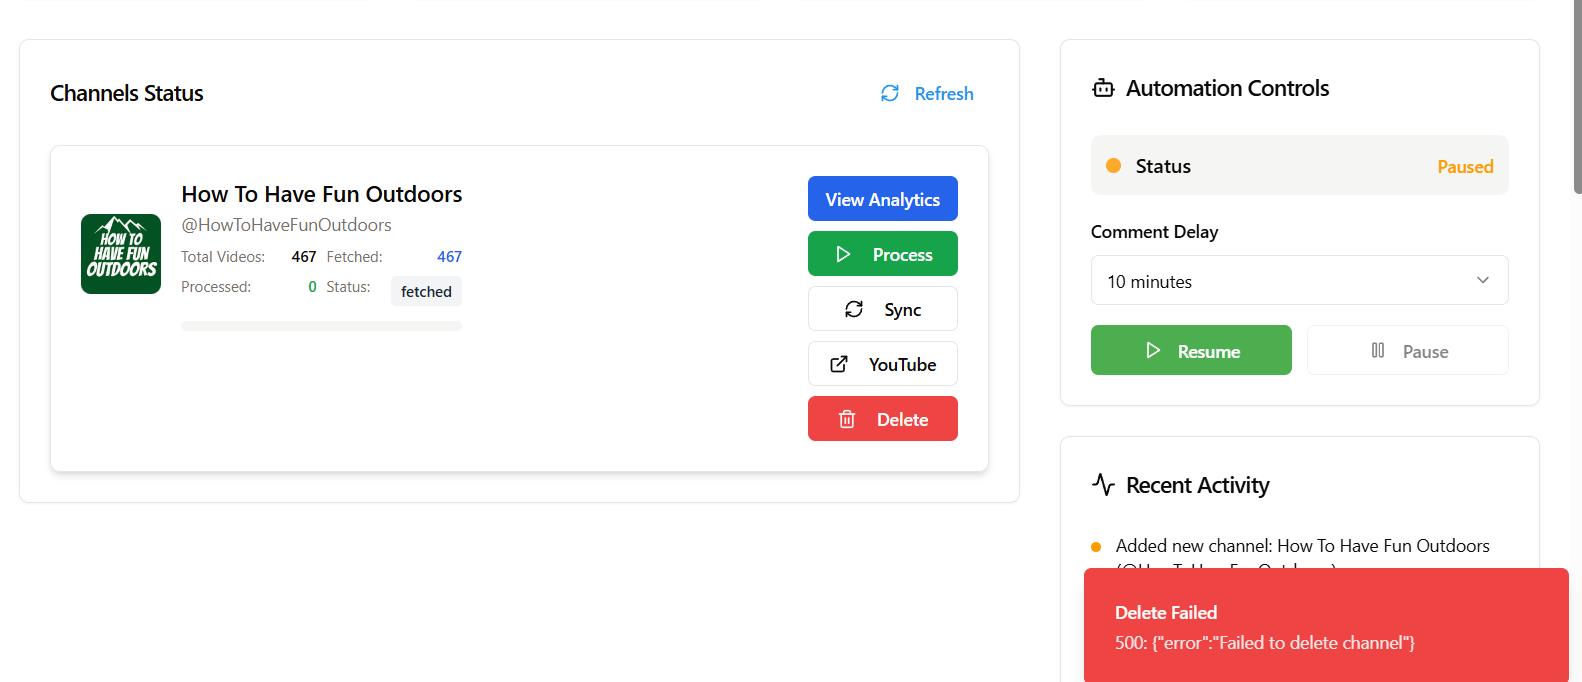 Channels Status
Refresh
HOW TO
HAVE FUN
OUTDOORS
How To Have Fun Outdoors
@HowToHaveFunOutdoors
Total Videos: 467 Fetched: 467
Processed: 0 Status: fetched
View Analytics
Process
Sync
YouTube
Delete
Automation Controls
Status Paused
Comment Delay
10 minutes
Resume Pause
Recent Activity
Added new channel: How To Have Fun Outdoors
(@HowToHaveFunOutdoors)
Delete Failed
500: {"error":"Failed to delete channel"}